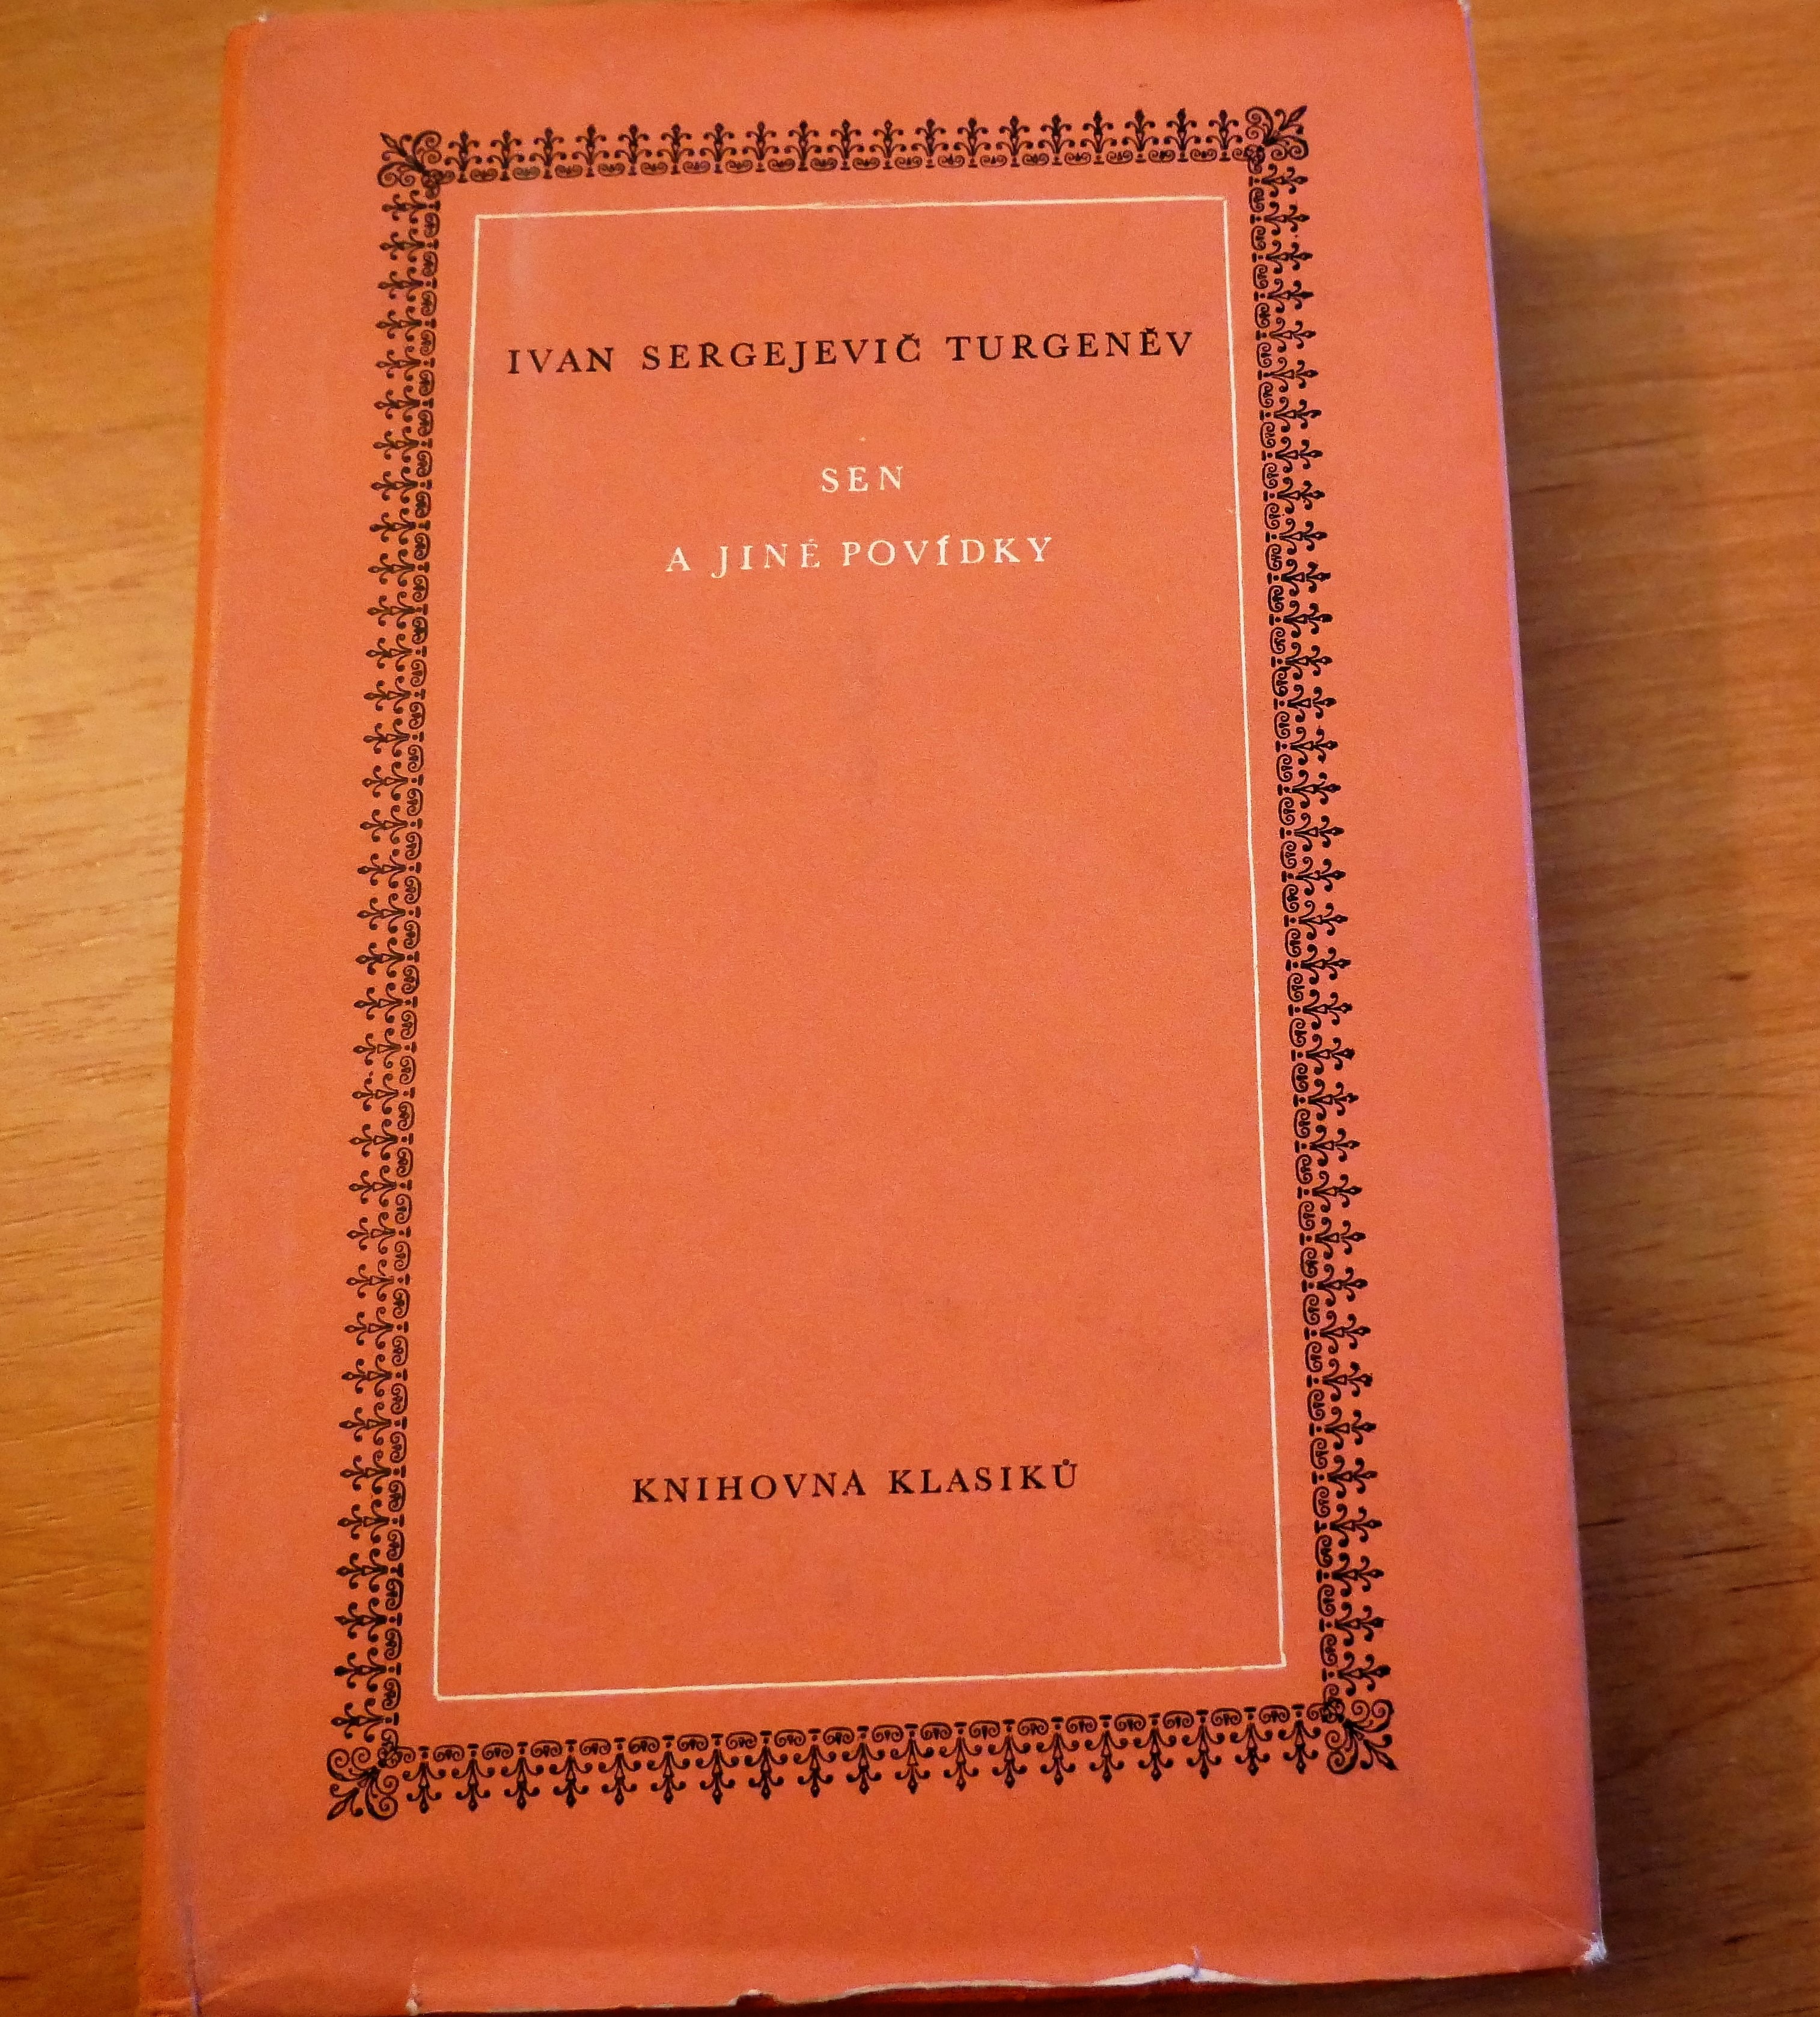 IVAN SERGEJEVIČ TURGENĚV
SEN
A JINÉ POVÍDKY
KNIHOVNA KLASIKŮ